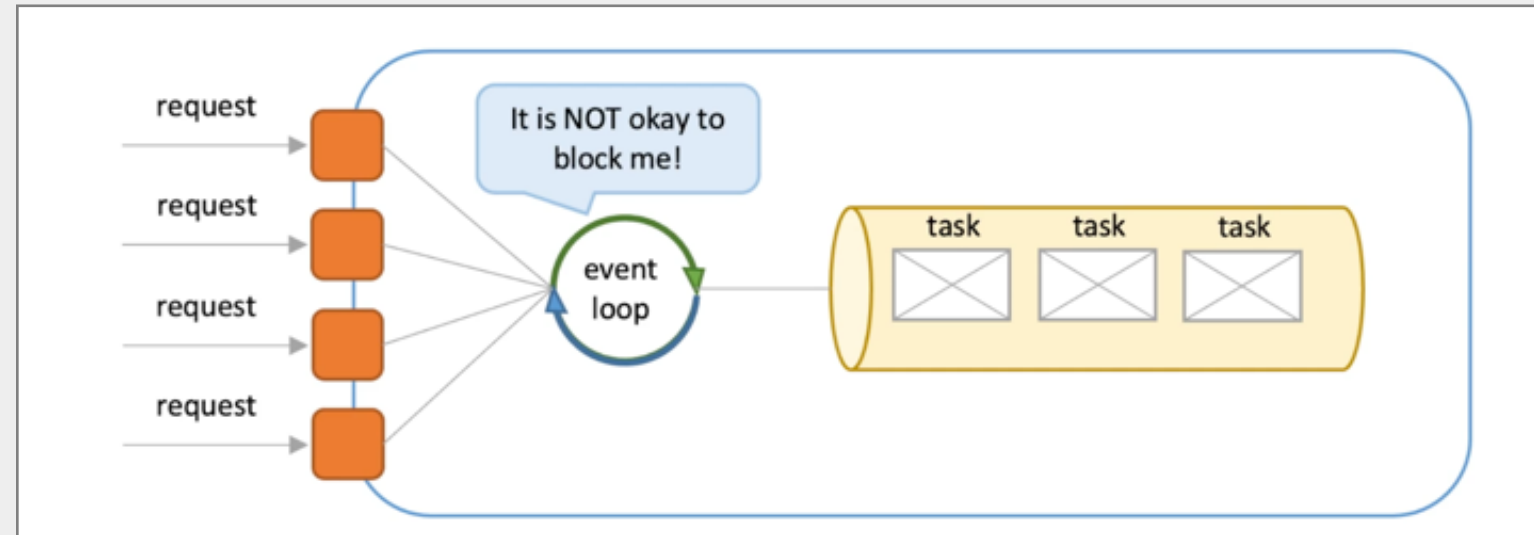 request
request
request
request
It is NOT okay to
block me!
event
loop
task
task
task